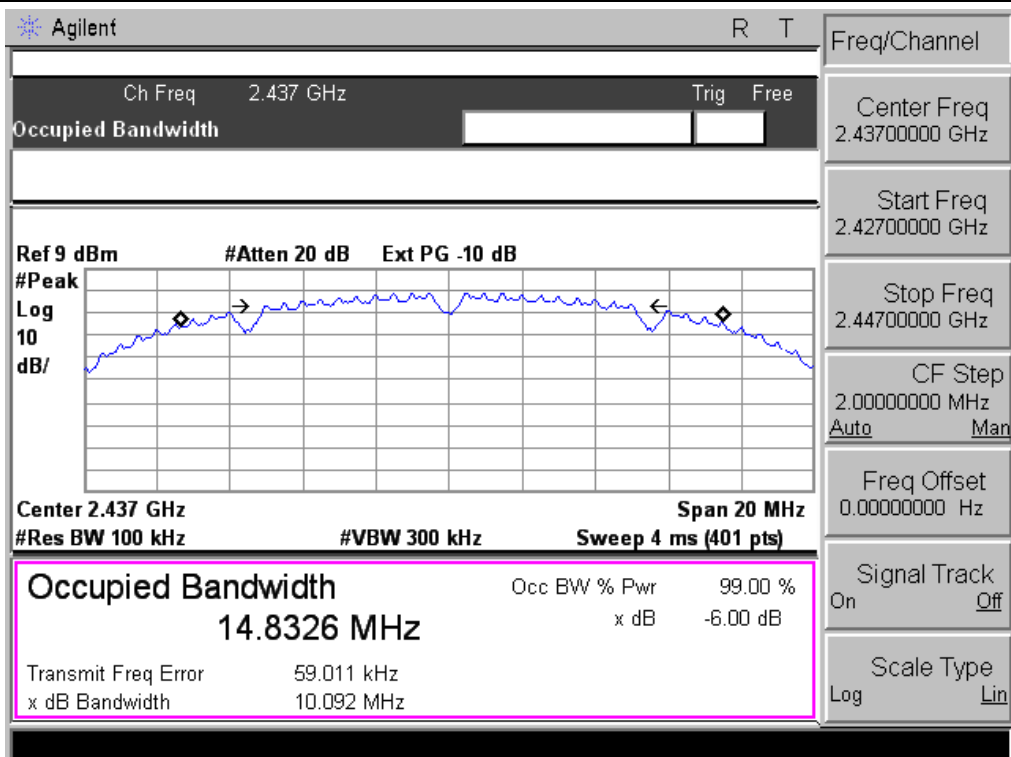 Agilent R T
Ch Freq 2.437 GHz Trig Free
Occupied Bandwidth
Ref 9 dBm #Atten 20 dB Ext PG -10 dB
#Peak
Log
10
dB/
Center 2.437 GHz Span 20 MHz
#Res BW 100 kHz #VBW 300 kHz Sweep 4 ms (401 pts)
Occupied Bandwidth
14.8326 MHz
Occ BW % Pwr 99.00 %
x dB -6.00 dB
Transmit Freq Error 59.011 kHz
x dB Bandwidth 10.092 MHz
Freq/Channel
Center Freq
2.43700000 GHz
Start Freq
2.42700000 GHz
Stop Freq
2.44700000 GHz
CF Step
2.00000000 MHz
Auto Man
Freq Offset
0.00000000 Hz
Signal Track
On Off
Scale Type
Log Lin